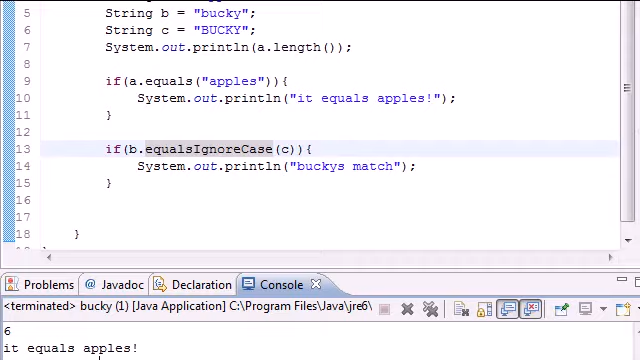 5 String b = "bucky";
6 String c = "BUCKY";
7 System.out.println(a.length());
8
9 if(a.equals("apples")){
10 System.out.println("it equals apples!");
11 }
12
13 if(b.equalsIgnoreCase(c)){
14 System.out.println("buckys match");
15 }
16
17
18 }
Problems @ Javadoc Declaration Console
<terminated> bucky (1) [Java Application] C:\Program Files\Java\jre6\
6
it equals apples!